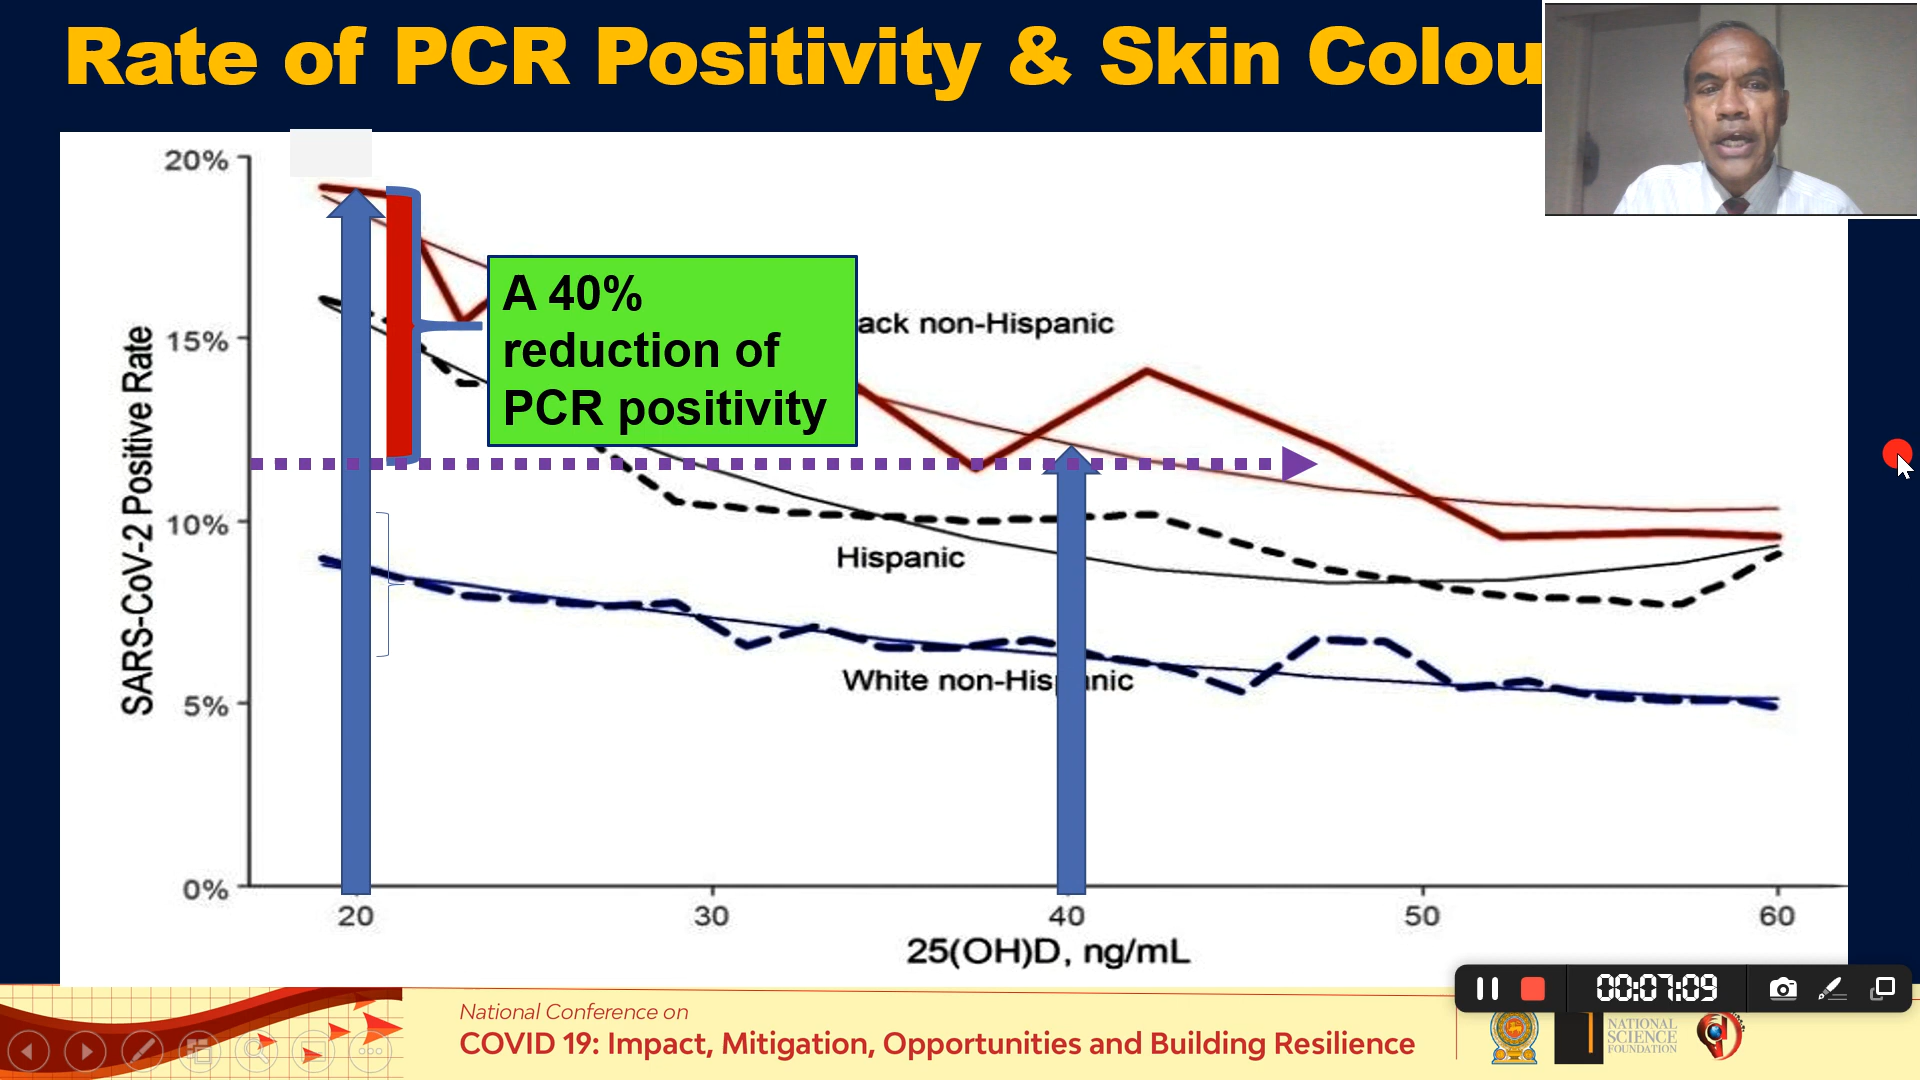 Rate of PCR Positivity & Skin Colou
20%
15%
10%
5%
0%
SARS-CoV-2 Positive Rate
A 40%
reduction of
PCR positivity
ack non-Hispanic
Hispanic
White non-Hispanic
20 30 40 50 60
25(OH)D, ng/mL
00:07:09
National Conference on
COVID 19: Impact, Mitigation, Opportunities and Building Resilience
NATIONAL
SCIENCE
FOUNDATION